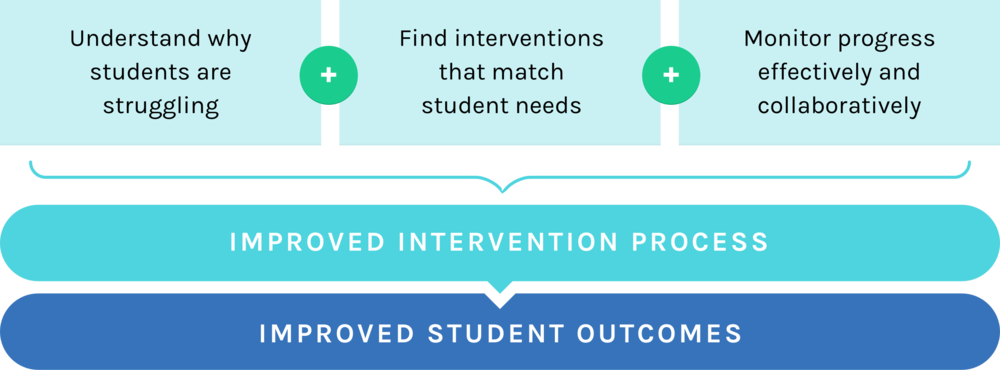 Understand why
students are
struggling
+
Find interventions
that match
student needs
+
Monitor progress
effectively and
collaboratively
IMPROVED INTERVENTION PROCESS
IMPROVED STUDENT OUTCOMES